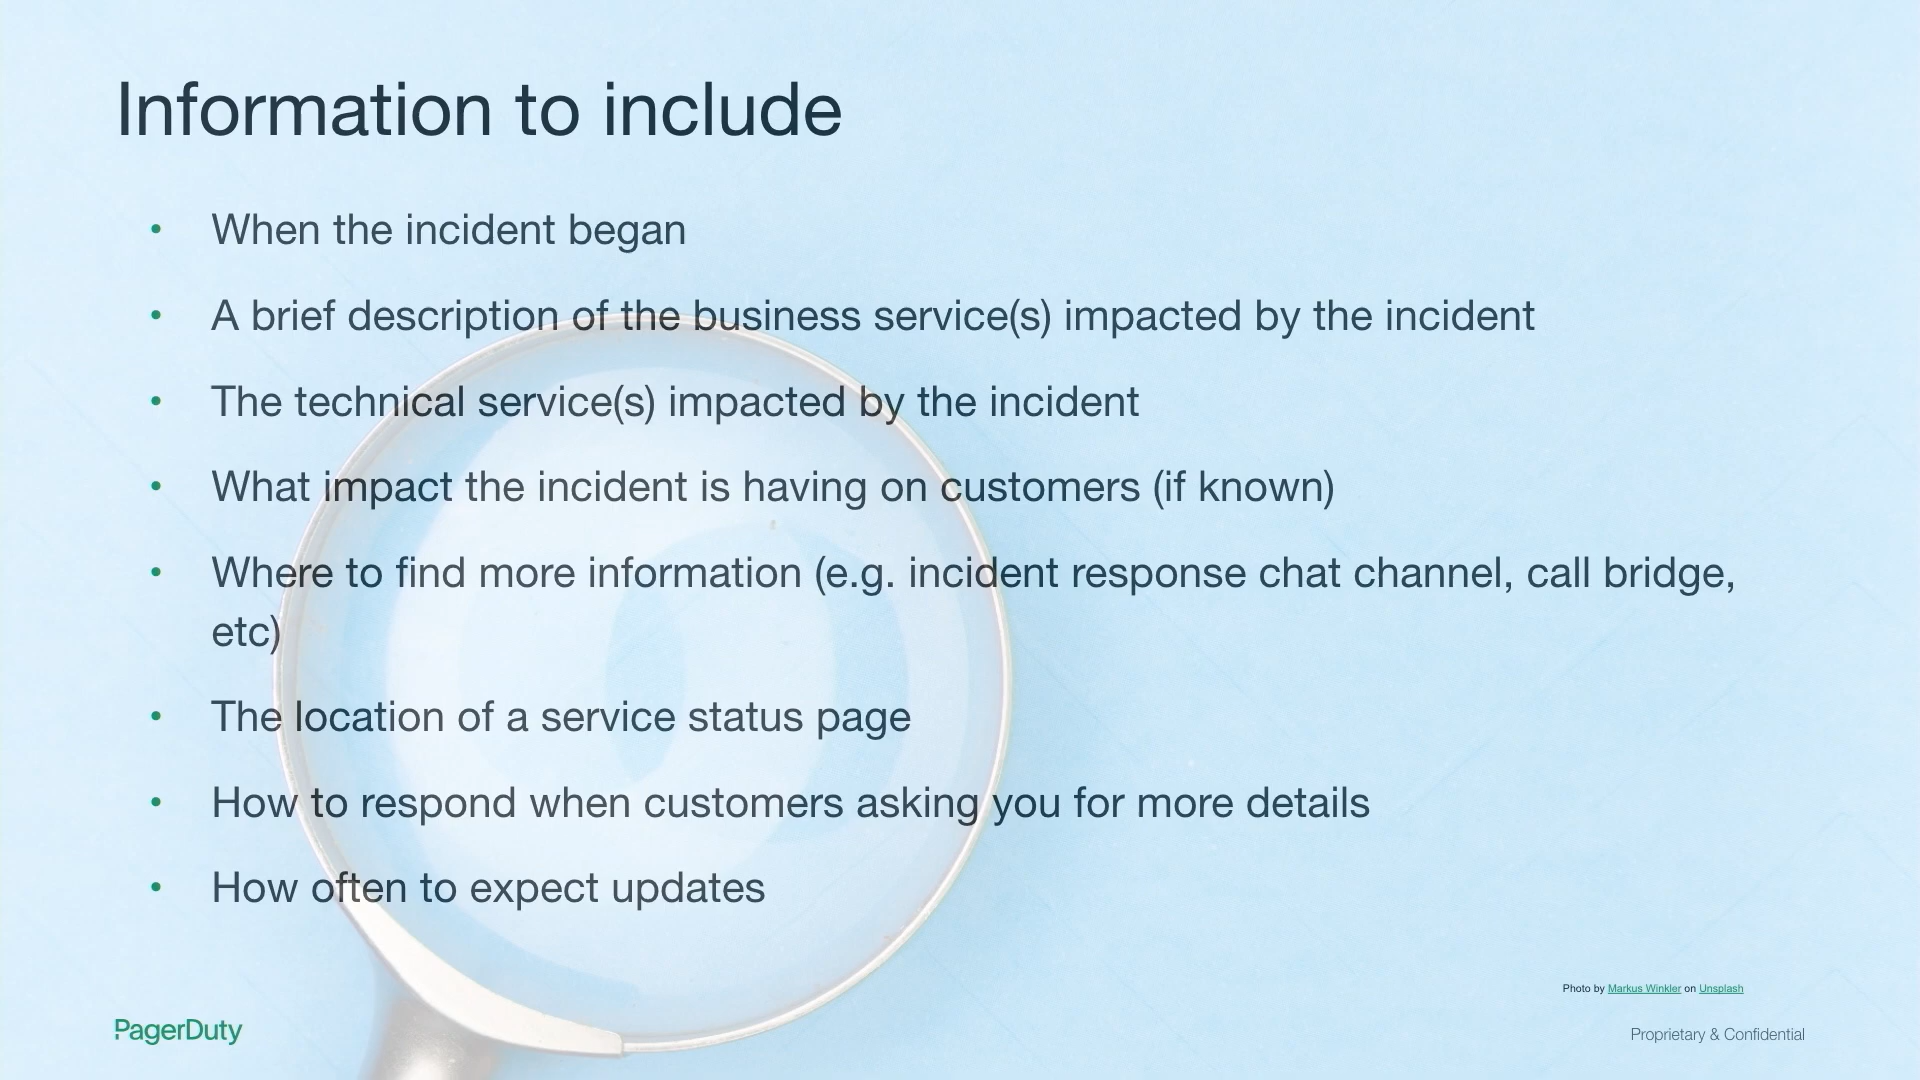 Information to include
• When the incident began
• A brief description of the business service(s) impacted by the incident
• The technical service(s) impacted by the incident
• What impact the incident is having on customers (if known)
• Where to find more information (e.g. incident response chat channel, call bridge,
etc)
• The location of a service status page
• How to respond when customers asking you for more details
• How often to expect updates
Photo by Markus Winkler on Unsplash
PagerDuty
Proprietary & Confidential